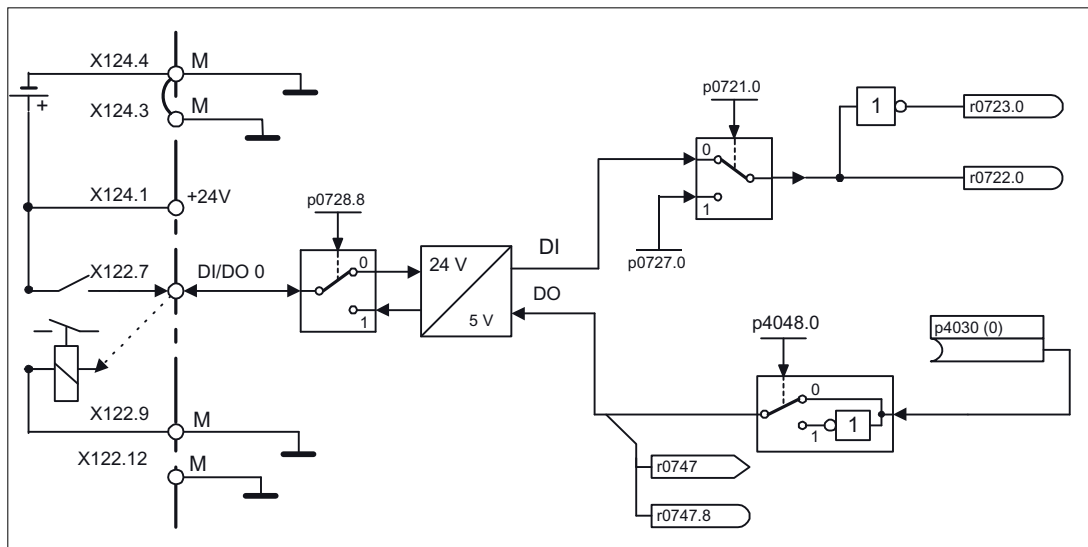 X124.4
M
+
X124.3
M
X124.1
+24V
X122.7
DI/DO 0
p0728.8
0
1
24 V
5 V
DI
DO
p0721.0
0
1
p0727.0
1
r0723.0
r0722.0
p4030 (0)
p4048.0
0
1
1
r0747
r0747.8
X122.9
M
X122.12
M